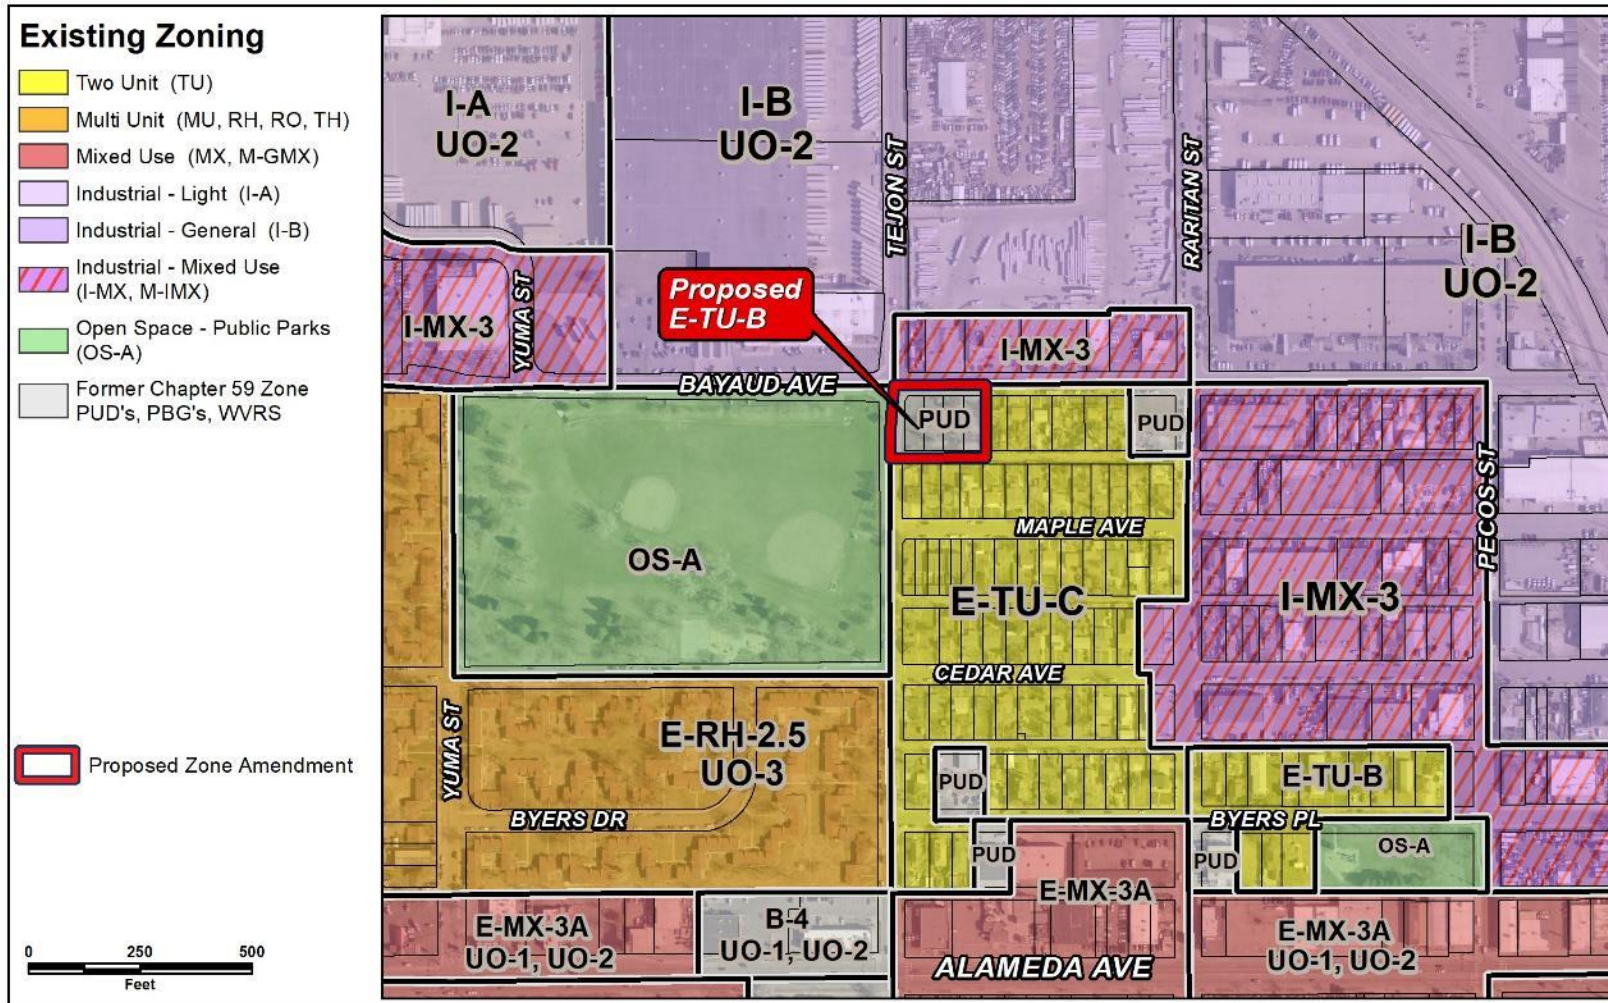 Existing Zoning
Two Unit (TU)
Multi Unit (MU, RH, RO, TH)
Mixed Use (MX, M-GMX)
Industrial - Light (I-A)
Industrial - General (I-B)
Industrial - Mixed Use
(I-MX, M-IMX)
Open Space - Public Parks
(OS-A)
Former Chapter 59 Zone
PUD's, PBG's, WVRS
Proposed Zone Amendment
0 250 500
Feet
I-A
UO-2
I-B
UO-2
TEJON ST
RARITAN ST
I-B
UO-2
I-MX-3
YUMA ST
Proposed
E-TU-B
I-MX-3
BAYAUD AVE
PUD
PUD
PECOS ST
MAPLE AVE
OS-A
E-TU-C
I-MX-3
CEDAR AVE
YUMA ST
E-RH-2.5
UO-3
PUD
E-TU-B
BYERS DR
BYERS PL
PUD
PUD
OS-A
E-MX-3A
E-MX-3A
UO-1, UO-2
B-4
UO-1, UO-2
E-MX-3A
UO-1, UO-2
ALAMEDA AVE